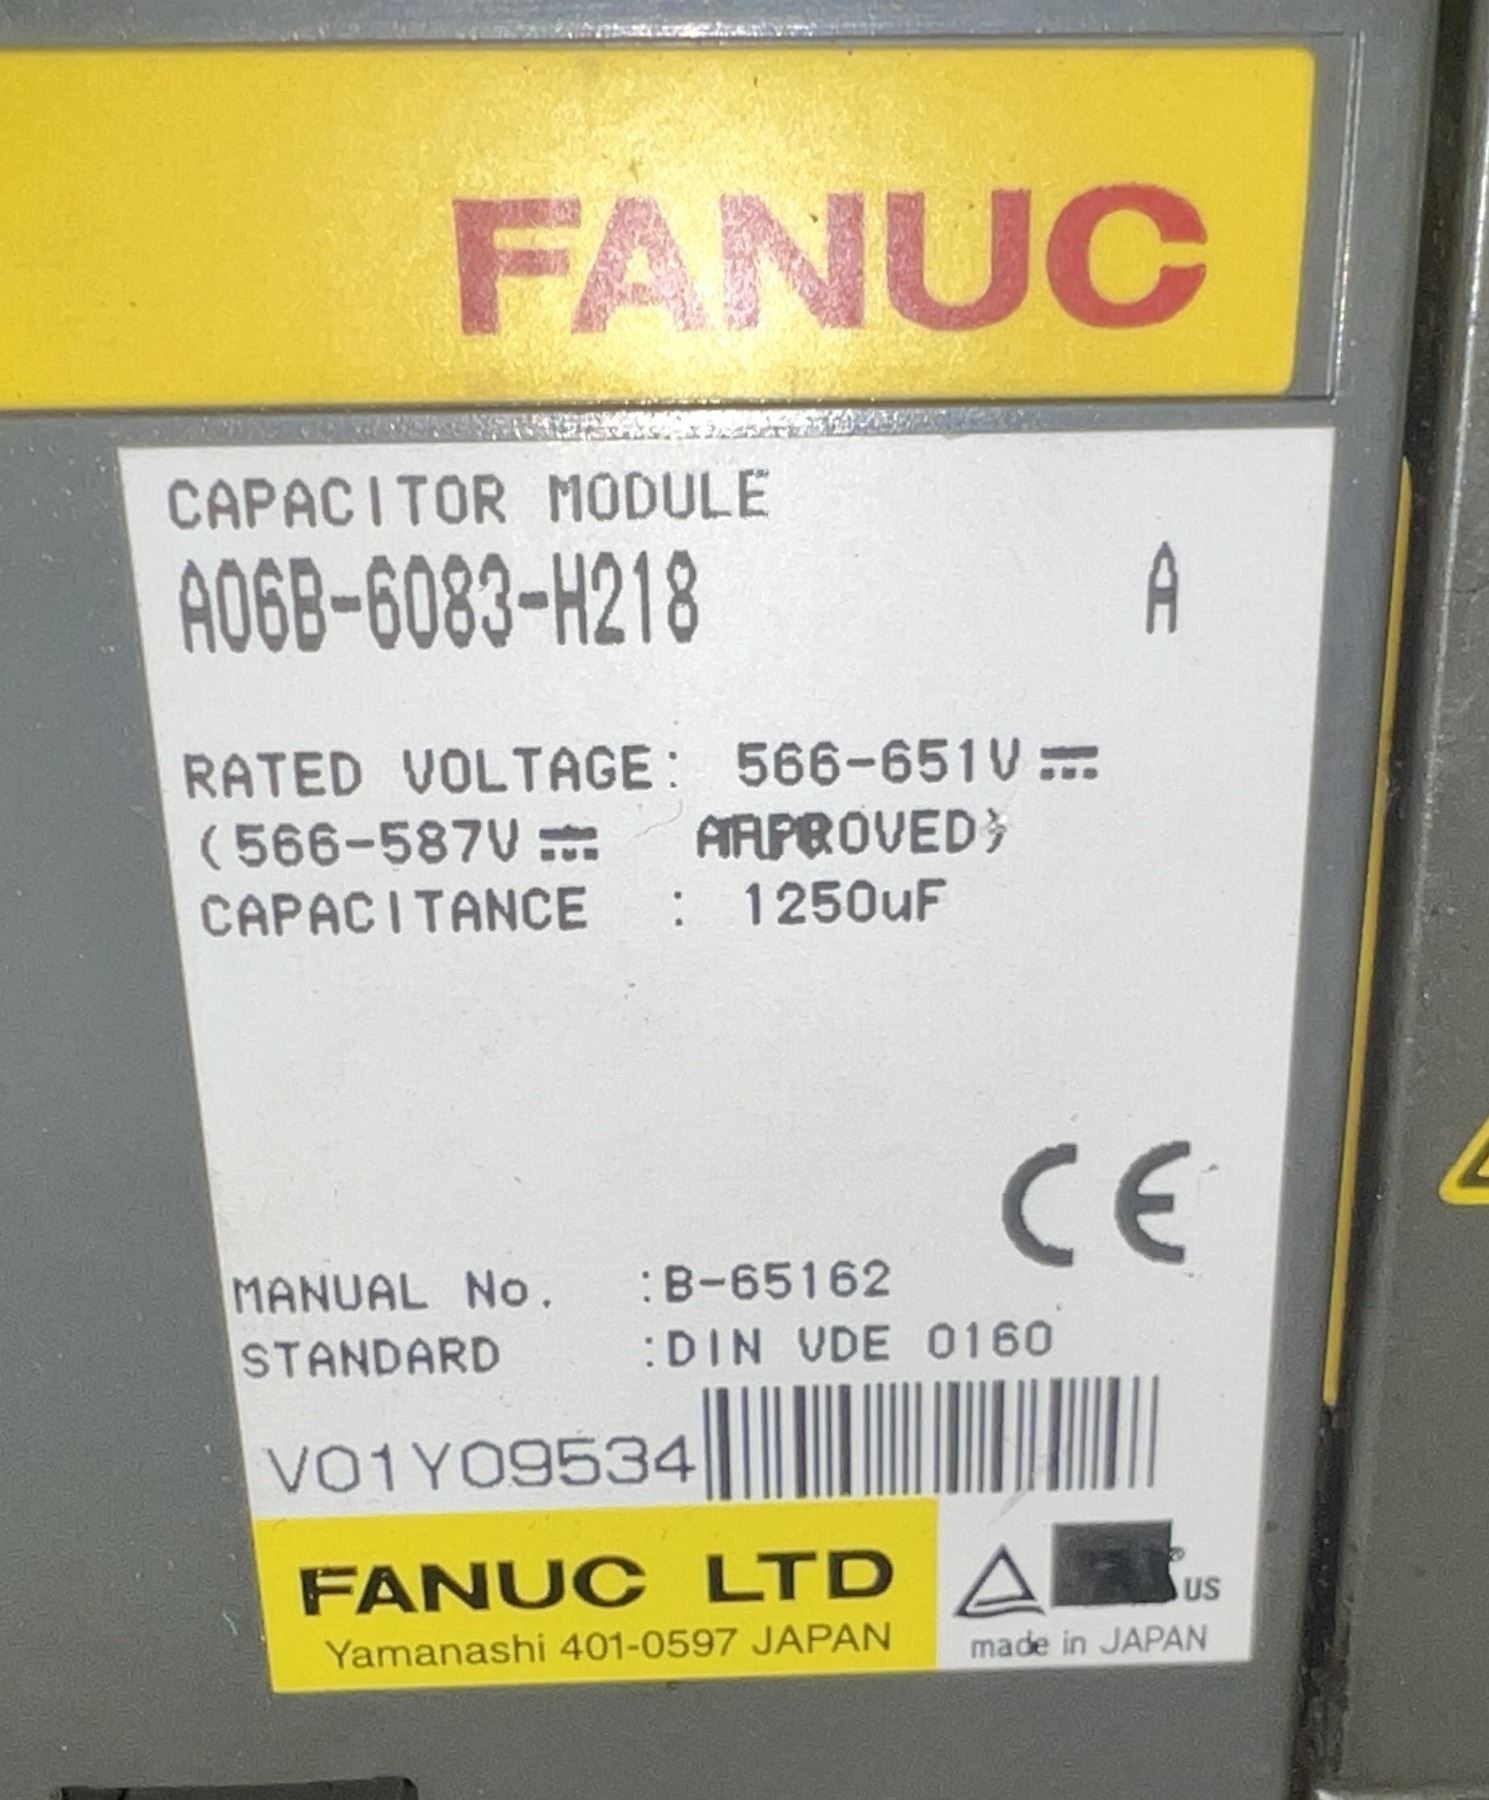 FANUC
CAPACITOR MODULE
A06B-6083-H218 A
RATED VOLTAGE: 566-651V
(566-587V
CAPACITANCE : 1250uF
CE
MANUAL No. :B-65162
STANDARD :DIN VDE 0160
V01Y09534
FANUC LTD
Yamanashi 401-0597 JAPAN
US
made in JAPAN